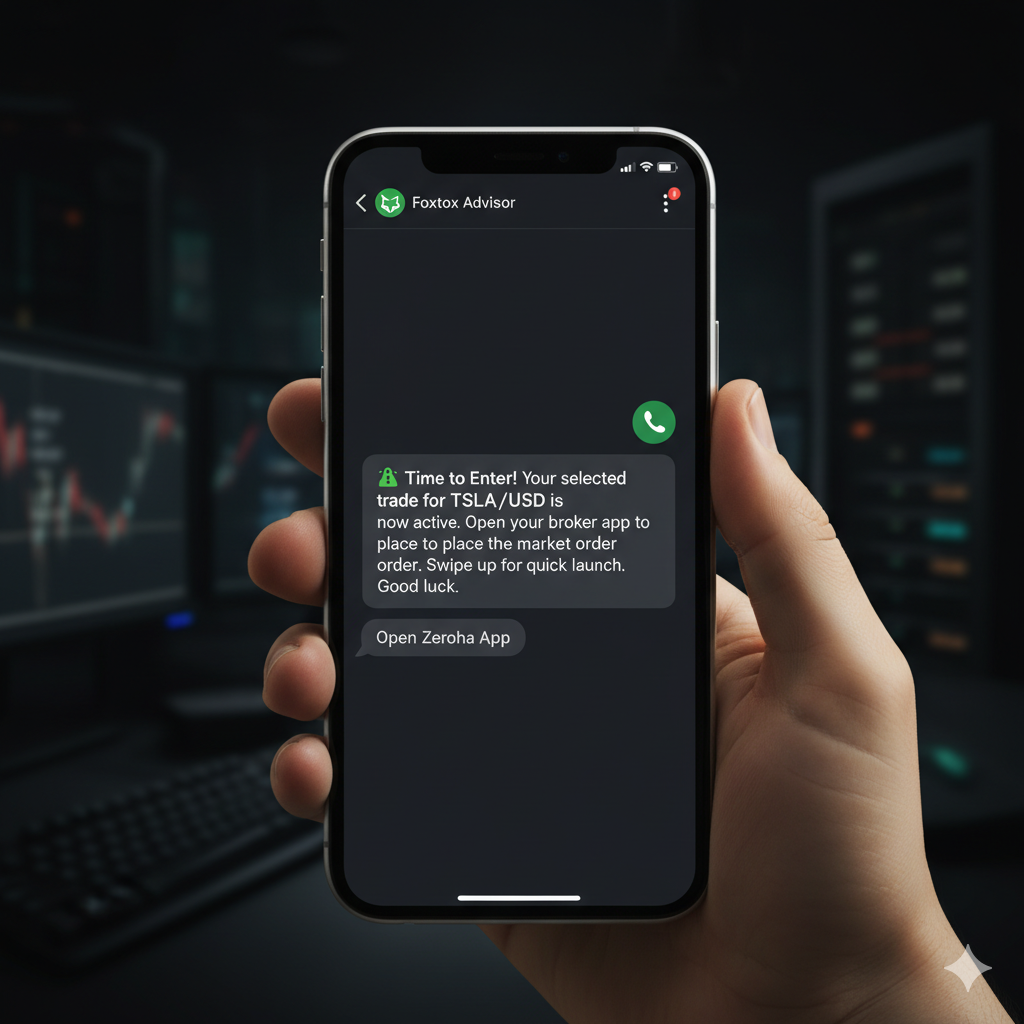 Foxtox Advisor
Time to Enter! Your selected
trade for TSLA/USD is
now active. Open your broker app to
place to place the market order
order. Swipe up for quick launch.
Good luck.
Open Zeroha App